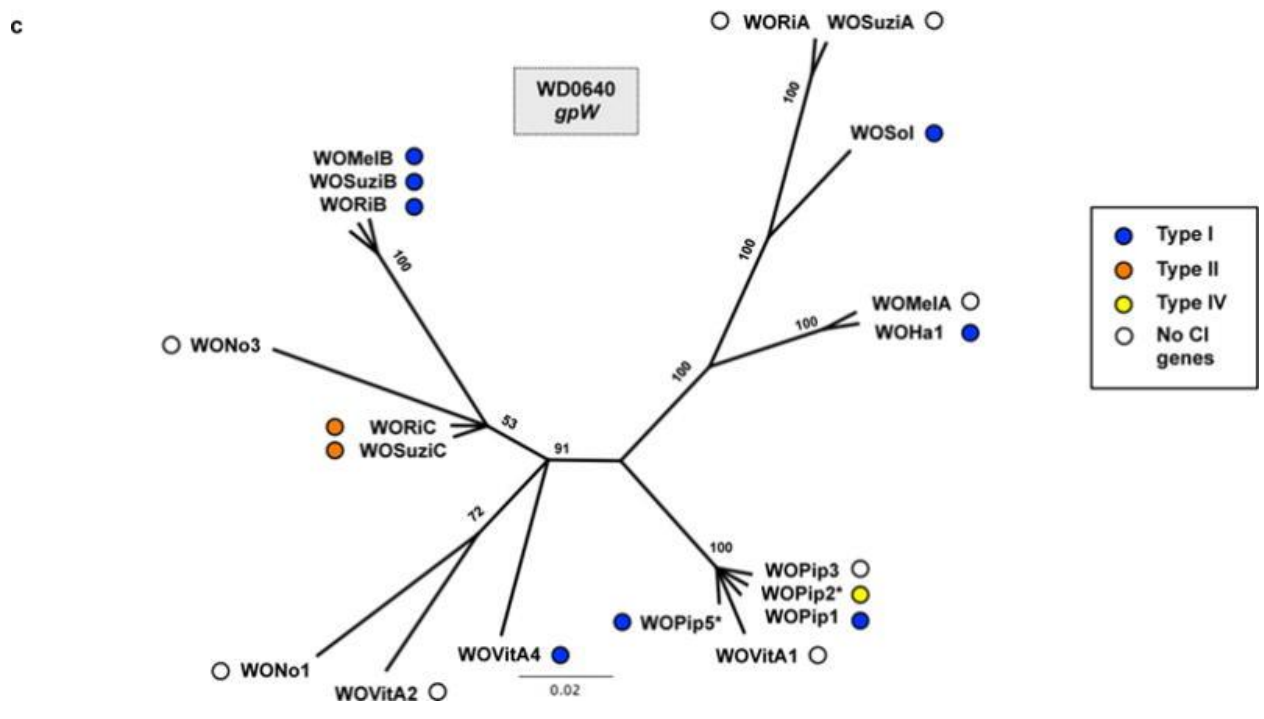 c
WORiA WOSuziA
WD0640
gpW
100
WOSol
WOMelB
WOSuziB
WORiB
Type I
Type II
Type IV
No CI
genes
100
100
WOMelA
WOHa1
100
WONo3
100
WORiC
WOSuziC
53
91
72
100
WOPip3
WOPip2*
WOPip1
WOPip5*
WOVitA4
WOVitA1
WONo1
WOVitA2
0.02